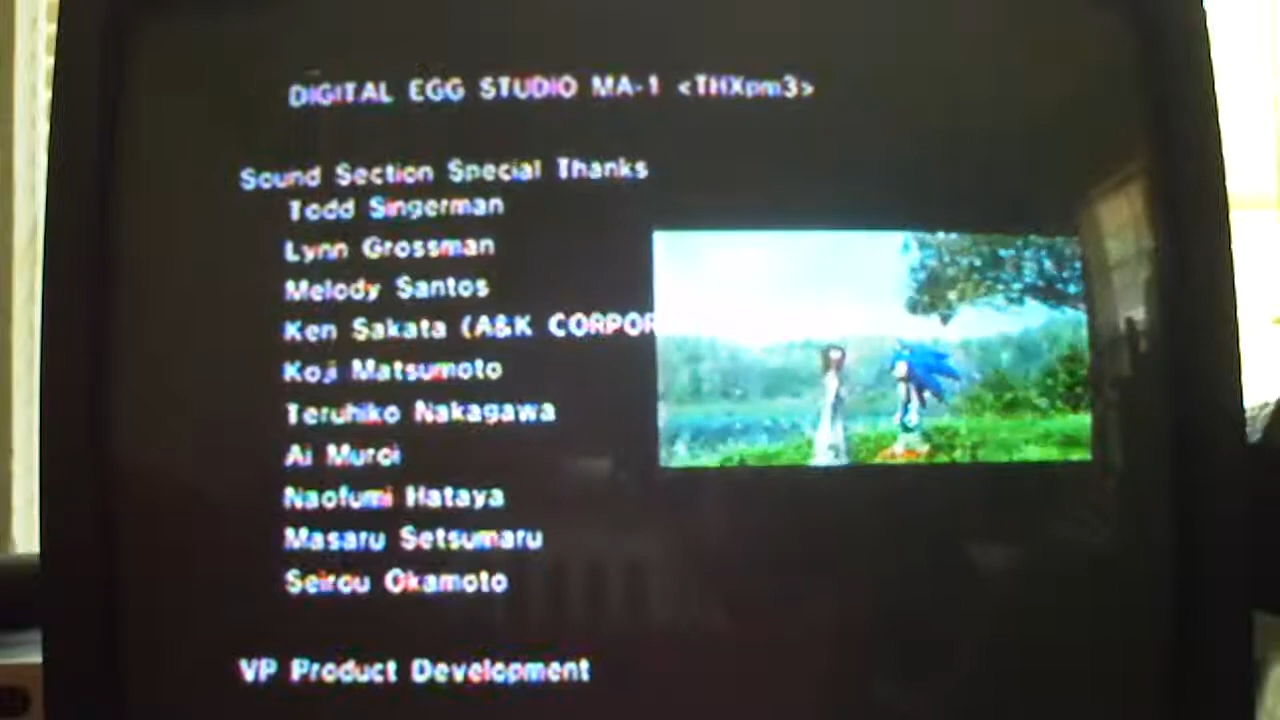 DIGITAL EGG STUDIO MA-1 <THXpm3>
Sound Section Special Thanks
Todd Singerman
Lynn Grossman
Melody Santos
Ken Sakata (A&K CORPOR
Koji Matsumoto
Teruhiko Nakagawa
Ai Muroi
Naofumi Hataya
Masaru Setsumaru
Seirou Okamoto
VP Product Development